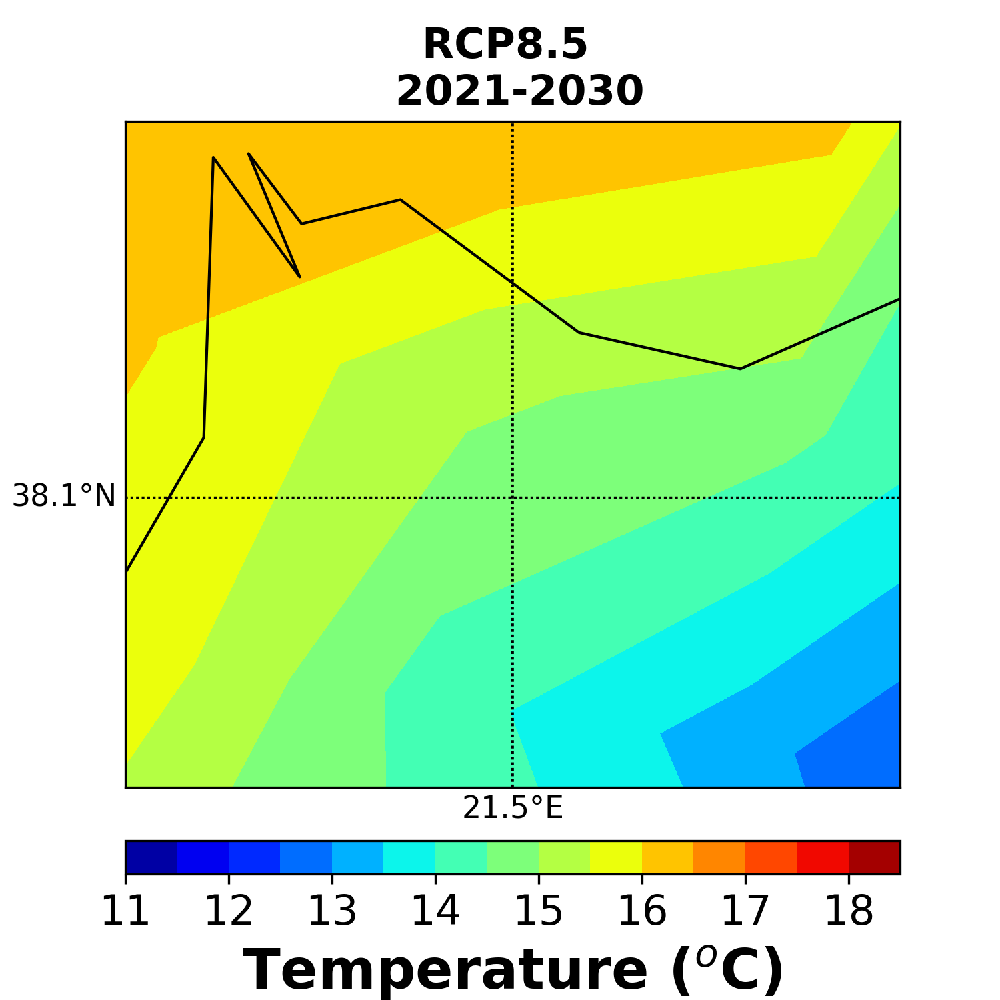 RCP8.5
2021-2030
38.1°N
21.5°E
11 12 13 14 15 16 17 18
Temperature (°C)